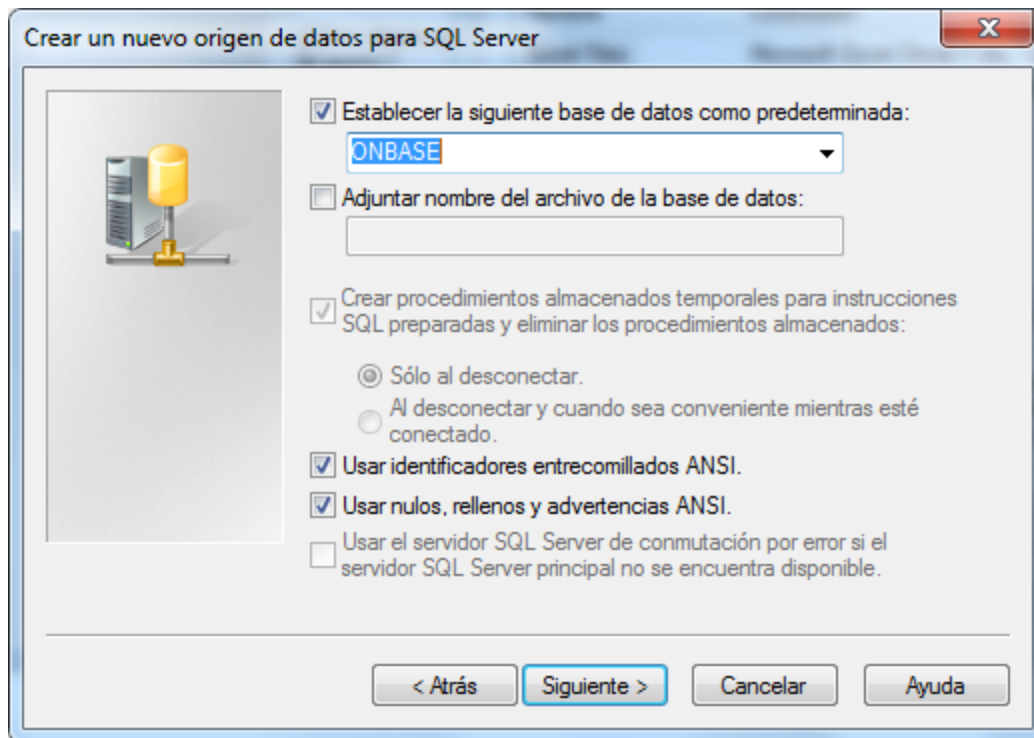 Crear un nuevo origen de datos para SQL Server
Establecer la siguiente base de datos como predeterminada:
ONBASE
Adjuntar nombre del archivo de la base de datos:
Crear procedimientos almacenados temporales para instrucciones
SQL preparadas y eliminar los procedimientos almacenados:
Sólo al desconectar.
Al desconectar y cuando sea conveniente mientras esté
conectado.
Usar identificadores entrecomillados ANSI.
Usar nulos, rellenos y advertencias ANSI.
Usar el servidor SQL Server de conmutación por error si el
servidor SQL Server principal no se encuentra disponible.
< Atrás Siguiente > Cancelar Ayuda